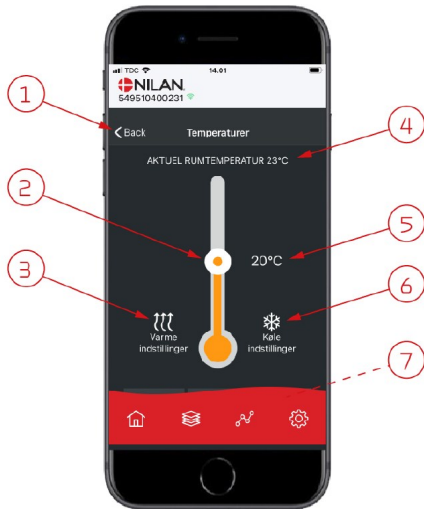 TDC
14.01
NILAN
549510400231
Back
Temperaturer
AKTUEL RUMTEMPERATUR 23°C
20°C
Varme
indstillinger
Køle
indstillinger
1
2
3
4
5
6
7